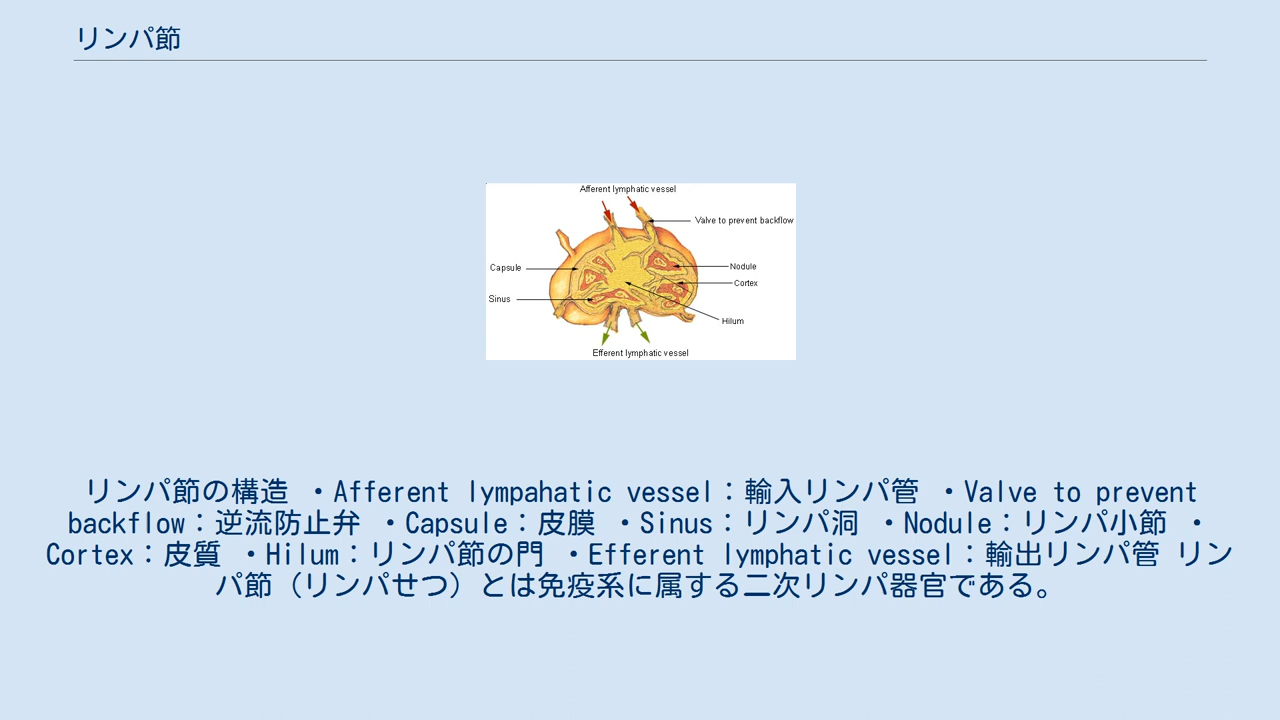 リンパ節
Afferent lymphatic vessel
Valve to prevent backflow
Capsule
Nodule
Cortex
Sinus
Hilum
Efferent lymphatic vessel
リンパ節の構造 ・Afferent lympahatic vessel：輸入リンパ管 ・Valve to prevent
backflow：逆流防止弁 ・Capsule：皮膜 ・Sinus：リンパ洞 ・Nodule：リンパ小節 ・
Cortex：皮質 ・Hilum：リンパ節の門 ・Efferent lymphatic vessel：輸出リンパ管 リン
パ節（リンパせつ）とは免疫系に属する二次リンパ器官である。